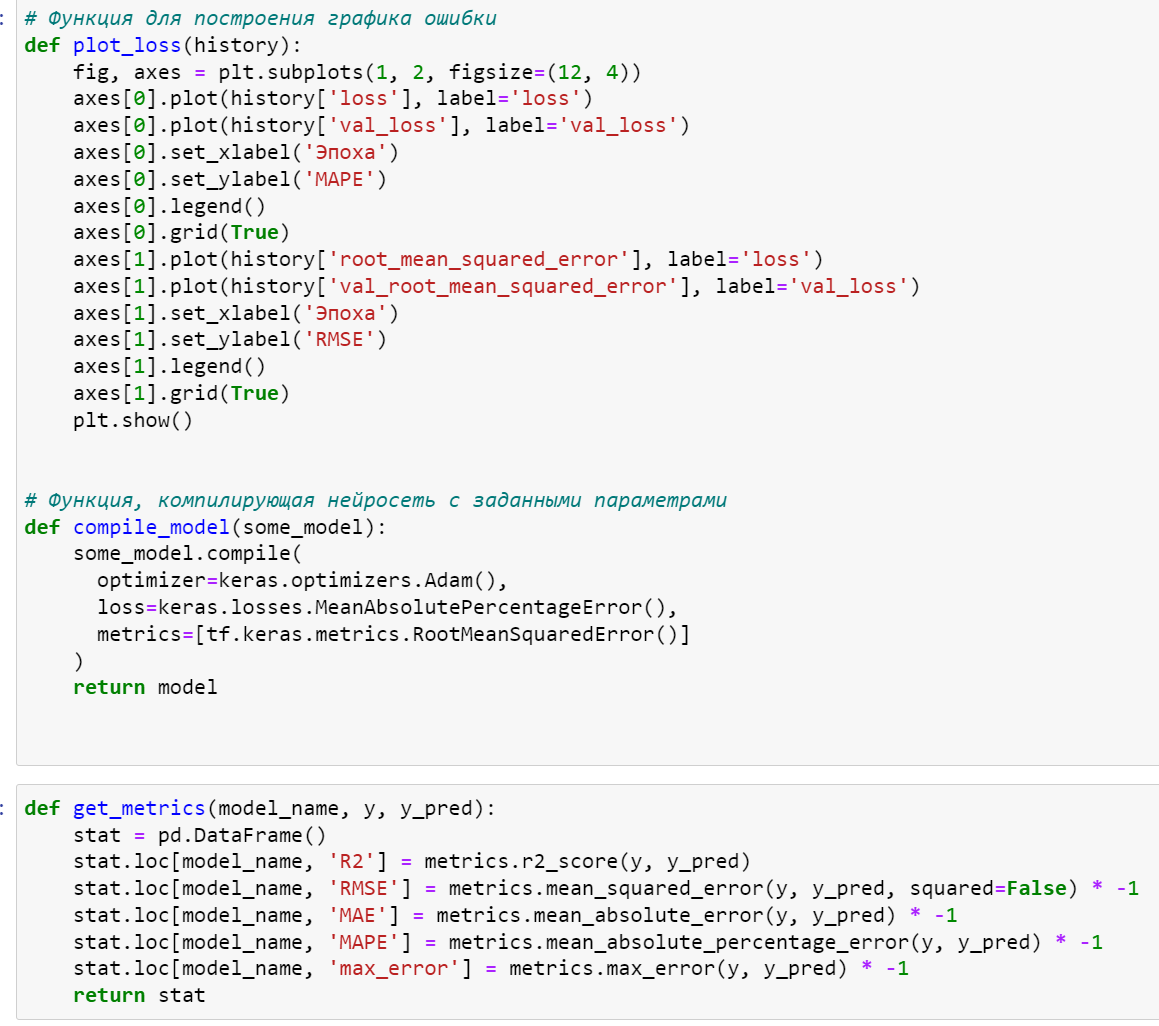 :
# Функция для построения графика ошибки
def plot_loss(history):
    fig, axes = plt.subplots(1, 2, figsize=(12, 4))
    axes[0].plot(history['loss'], label='loss')
    axes[0].plot(history['val_loss'], label='val_loss')
    axes[0].set_xlabel('Эпоха')
    axes[0].set_ylabel('MAPE')
    axes[0].legend()
    axes[0].grid(True)
    axes[1].plot(history['root_mean_squared_error'], label='loss')
    axes[1].plot(history['val_root_mean_squared_error'], label='val_loss')
    axes[1].set_xlabel('Эпоха')
    axes[1].set_ylabel('RMSE')
    axes[1].legend()
    axes[1].grid(True)
    plt.show()
# Функция, компилирующая нейросеть с заданными параметрами
def compile_model(some_model):
    some_model.compile(
      optimizer=keras.optimizers.Adam(),
      loss=keras.losses.MeanAbsolutePercentageError(),
      metrics=[tf.keras.metrics.RootMeanSquaredError()]
    )
    return model
:
def get_metrics(model_name, y, y_pred):
    stat = pd.DataFrame()
    stat.loc[model_name, 'R2'] = metrics.r2_score(y, y_pred)
    stat.loc[model_name, 'RMSE'] = metrics.mean_squared_error(y, y_pred, squared=False) * -1
    stat.loc[model_name, 'MAE'] = metrics.mean_absolute_error(y, y_pred) * -1
    stat.loc[model_name, 'MAPE'] = metrics.mean_absolute_percentage_error(y, y_pred) * -1
    stat.loc[model_name, 'max_error'] = metrics.max_error(y, y_pred) * -1
    return stat